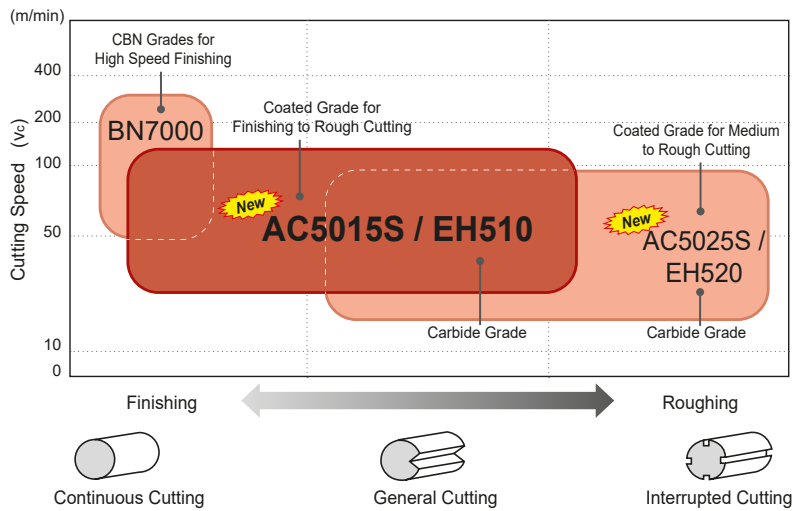 (m/min)
Cutting Speed (vc)
400
200
100
50
10
0
CBN Grades for
High Speed Finishing
BN7000
Coated Grade for
Finishing to Rough Cutting
New
AC5015S / EH510
Carbide Grade
Coated Grade for Medium
to Rough Cutting
New
AC5025S /
EH520
Carbide Grade
Finishing
Roughing
Continuous Cutting
General Cutting
Interrupted Cutting